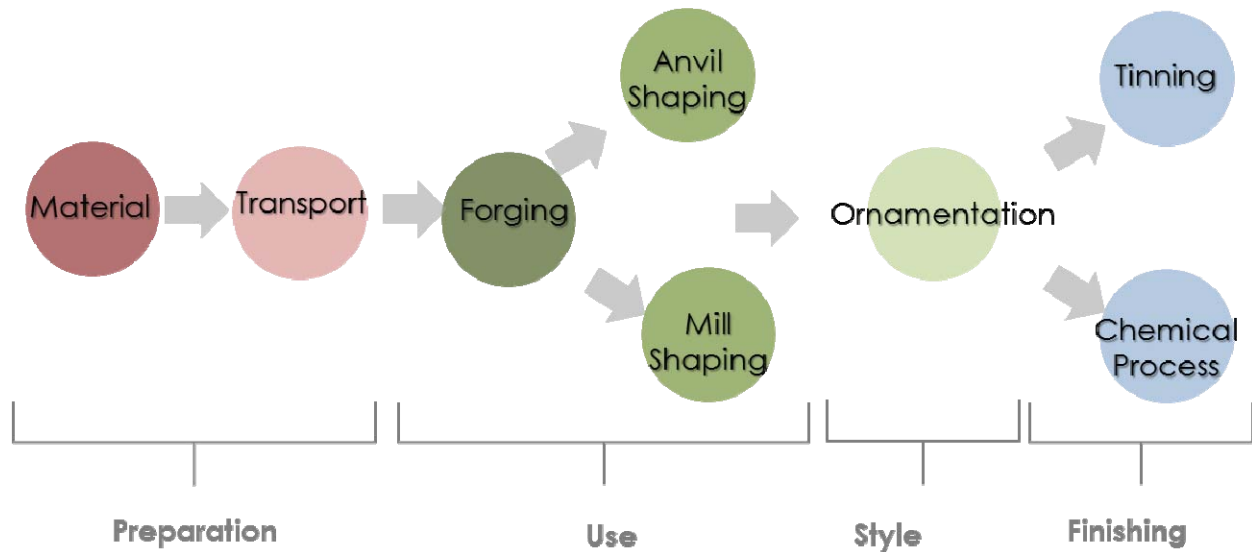 Material
Transport
Forging
Anvil
Shaping
Mill
Shaping
Ornamentation
Tinning
Chemical
Process
Preparation
Use
Style
Finishing